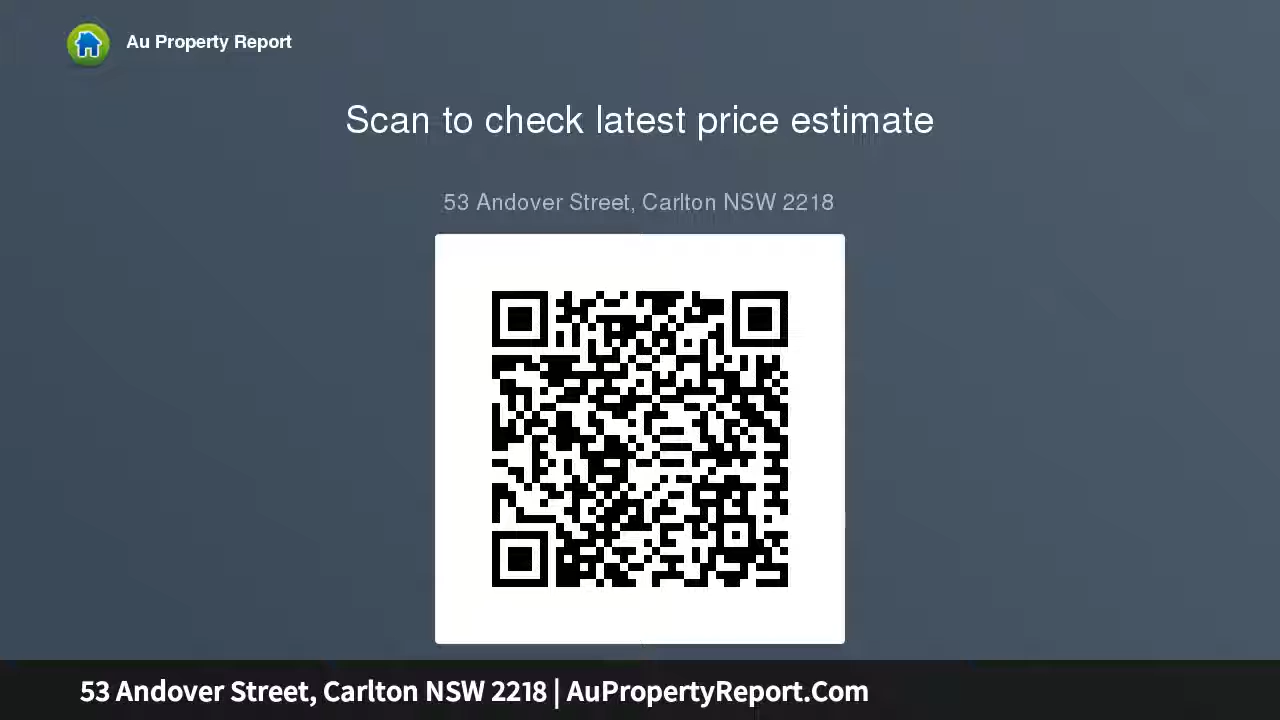 Au Property Report
Scan to check latest price estimate
53 Andover Street, Carlton NSW 2218
53 Andover Street, Carlton NSW 2218 | AuPropertyReport.Com